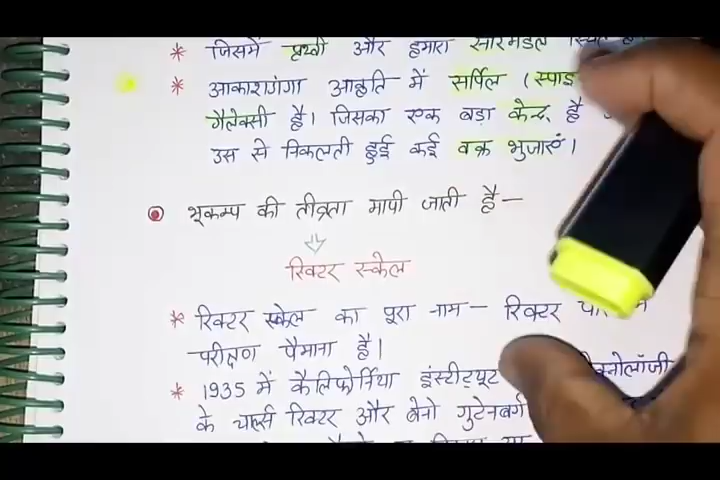 * जिसमें पृथ्वी और हमारा सौरमंडल
* आकाशगंगा आकृति में सर्पिल (
गैलेक्सी है। जिसका एक बड़ा केन्द्र है
उस से निकलती हुई कई वक्र भुजाएं।
भूकम्प की तीव्रता मापी जाती है—
रिक्टर स्केल
* रिक्टर स्केल का पूरा नाम— रिक्टर
परीक्षण पैमाना है।
* 1935 में कैलिफोर्निया इंस्टीट्यूट
के चार्ल्स रिक्टर और बेनो गुटेनबर्ग